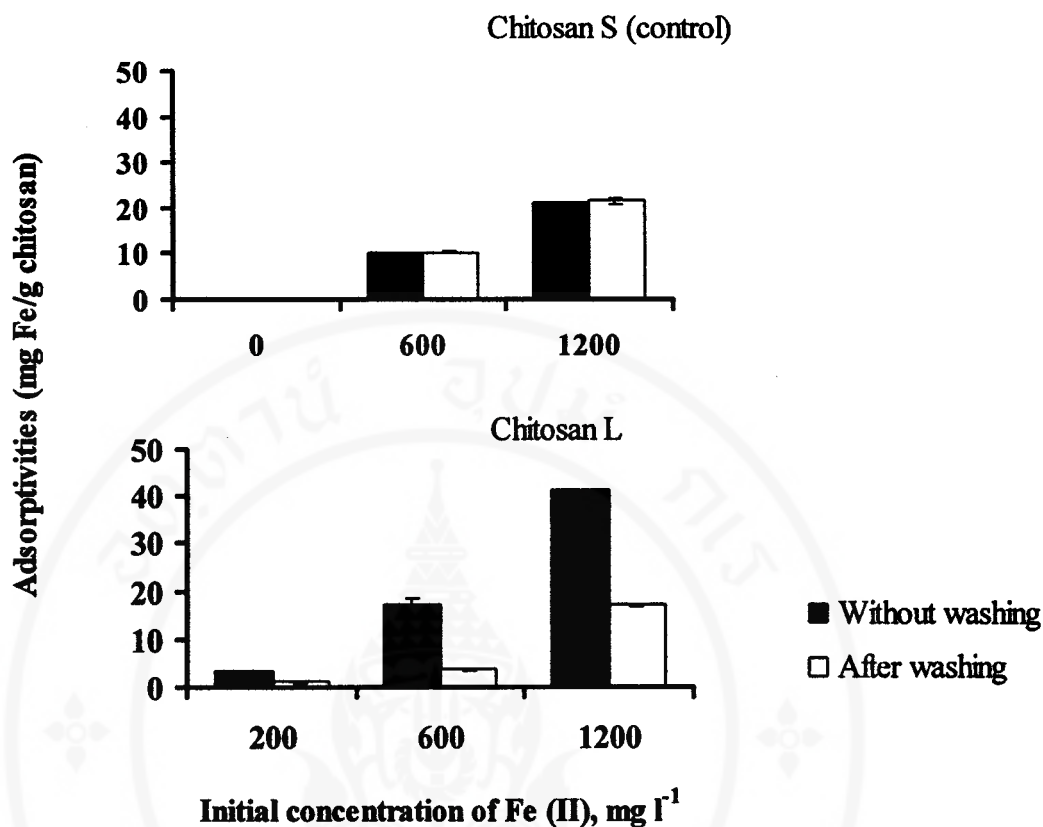 Chitosan S (control)
50
40
30
20
10
0
0 600 1200
Adsorptivities (mg Fe/g chitosan)
Chitosan L
50
40
30
20
10
0
200 600 1200
Without washing
After washing
Initial concentration of Fe (II), mg l⁻¹